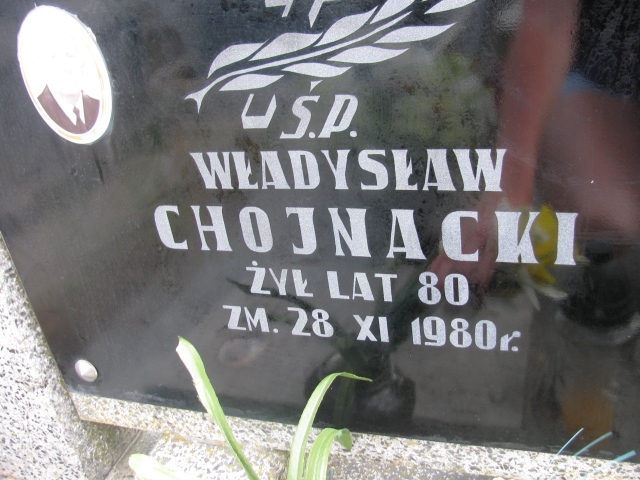 Ś.P.
WŁADYSŁAW
CHOJNACKI
ŻYŁ LAT 80
ZM. 28 XI 1980r.